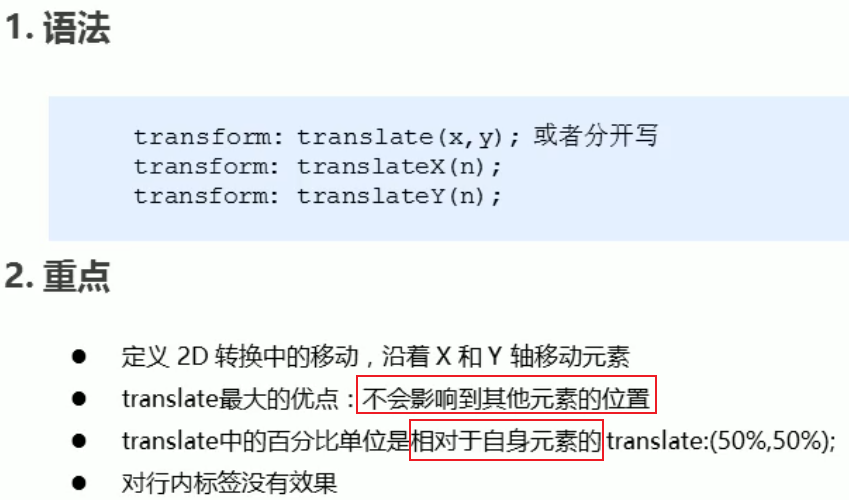 1. 语法
transform: translate(x,y); 或者分开写
transform: translateX(n);
transform: translateY(n);
2. 重点
● 定义 2D 转换中的移动，沿着 X 和 Y 轴移动元素
● translate最大的优点：不会影响到其他元素的位置
● translate中的百分比单位是相对于自身元素的 translate:(50%,50%);
● 对行内标签没有效果